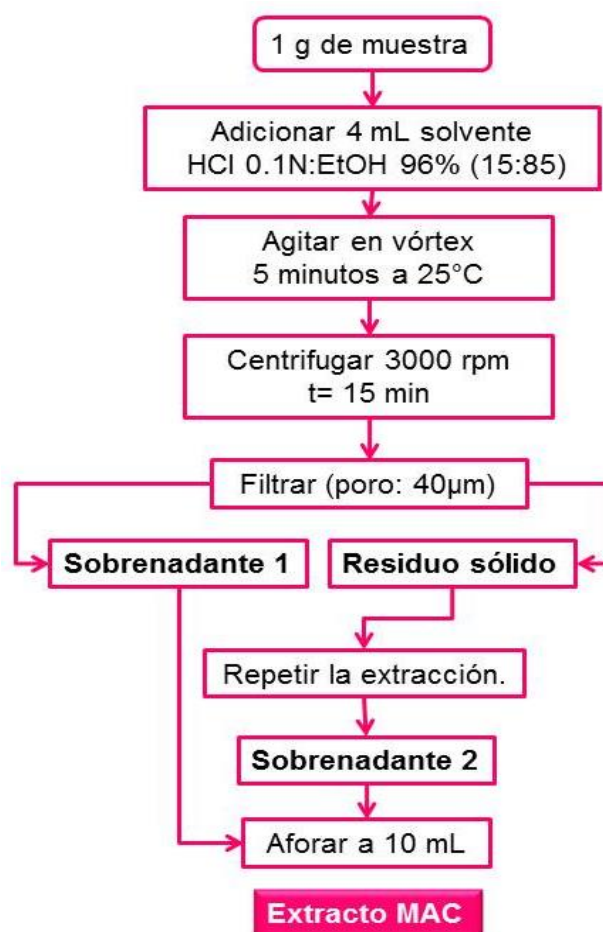 1 g de muestra
Adicionar 4 mL solvente
HCl 0.1N:EtOH 96% (15:85)
Agitar en vórtex
5 minutos a 25°C
Centrifugar 3000 rpm
t= 15 min
Filtrar (poro: 40µm)
Sobrenadante 1
Residuo sólido
Repetir la extracción.
Sobrenadante 2
Aforar a 10 mL
Extracto MAC